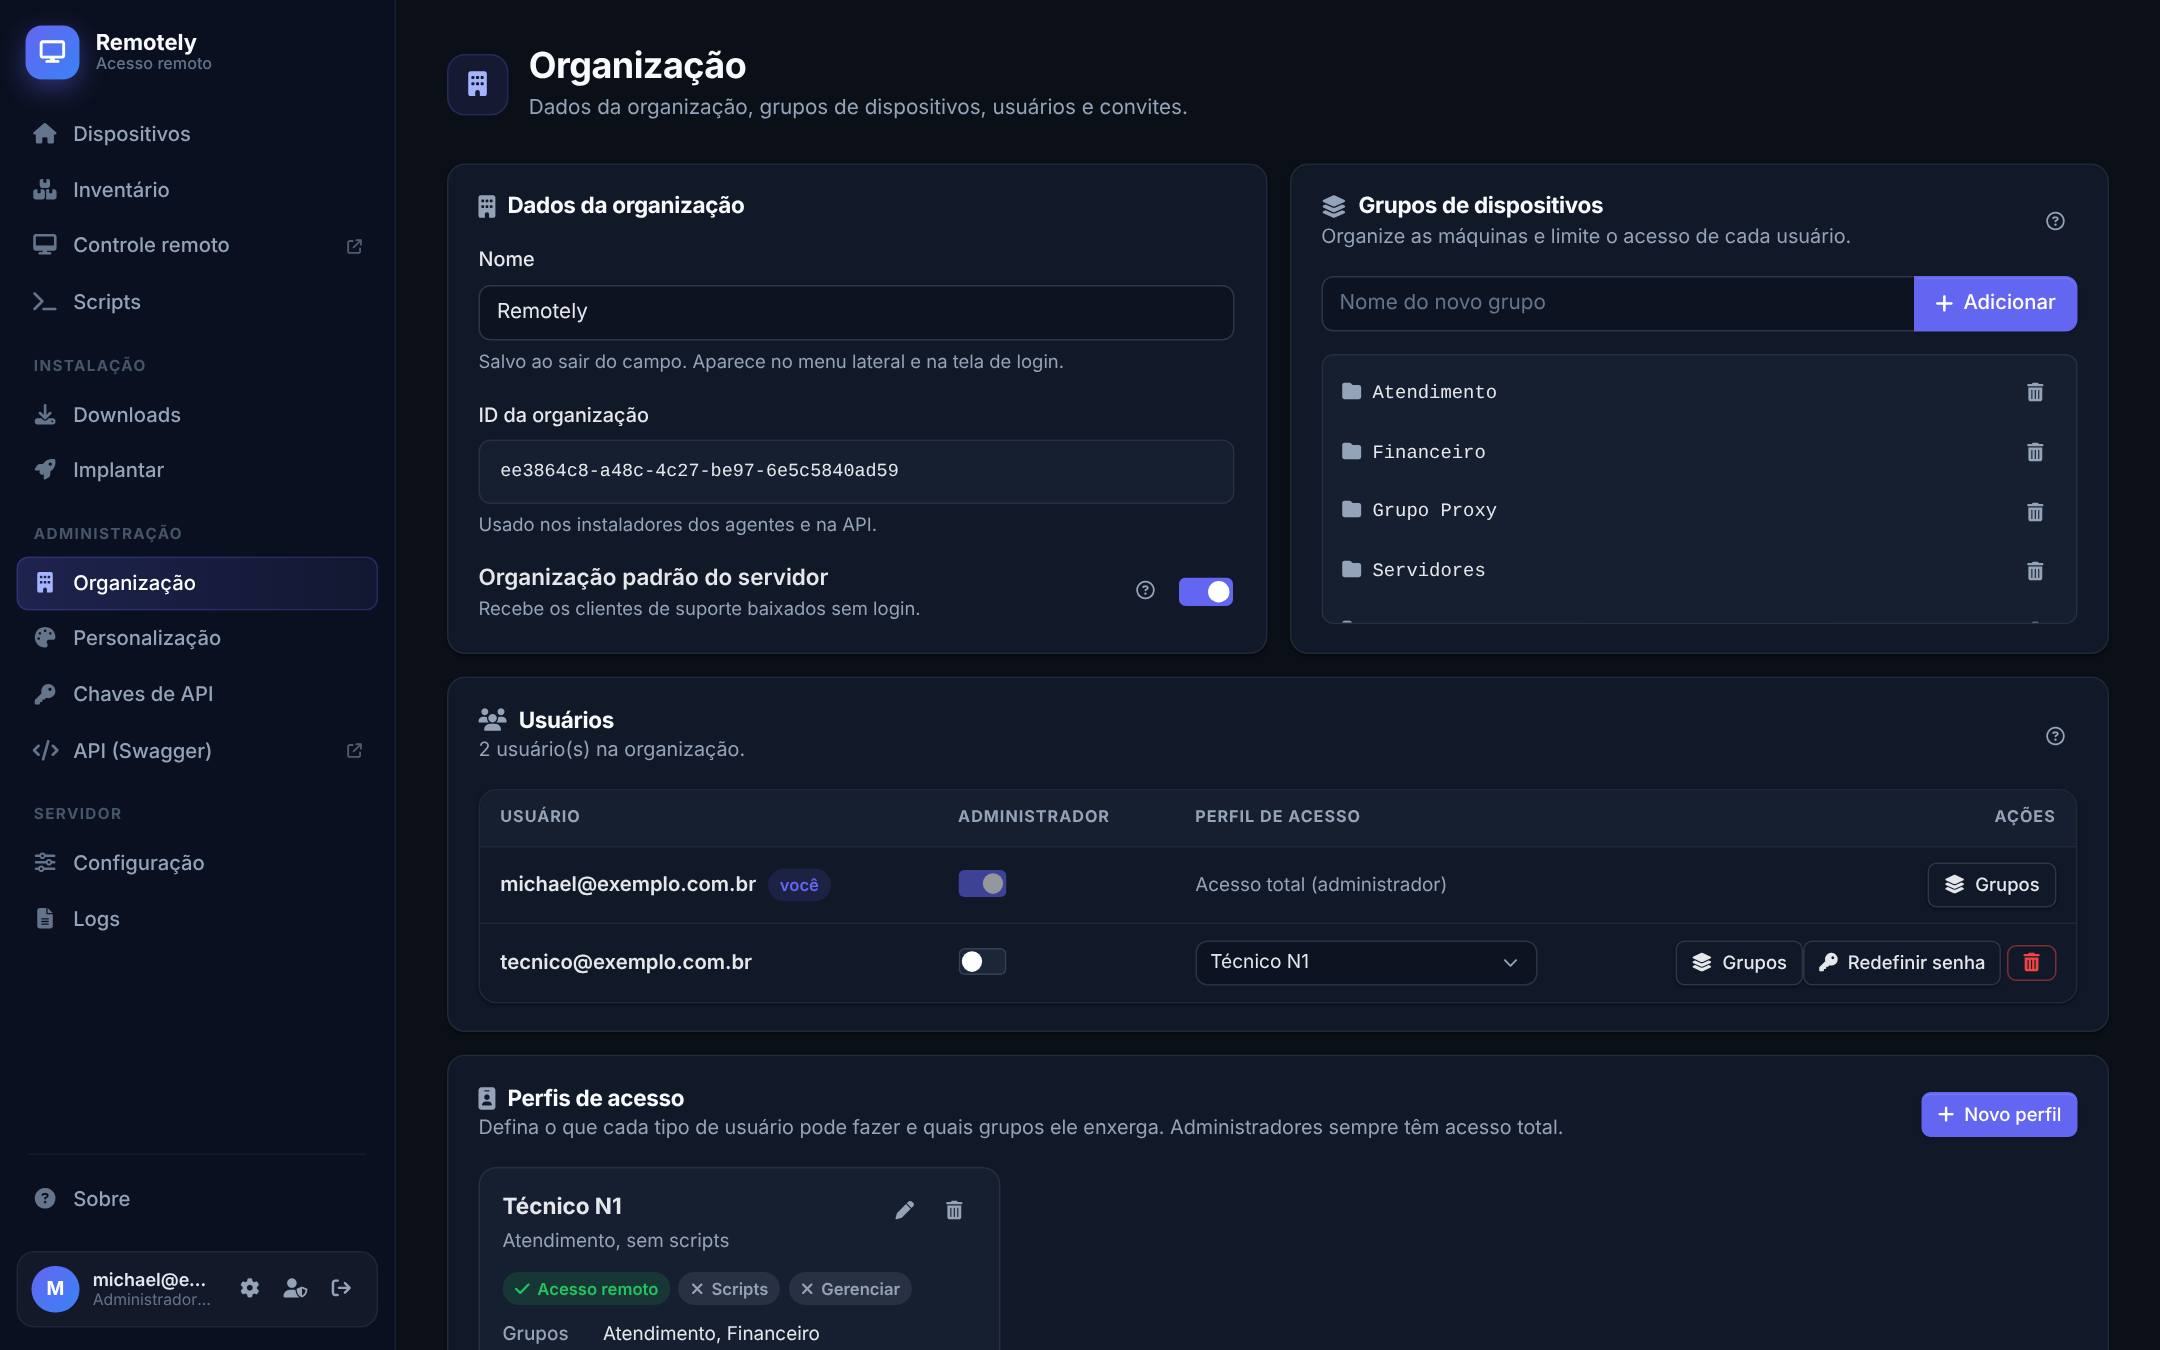 Remotely
Acesso remoto
Dispositivos
Inventário
Controle remoto
Scripts
INSTALAÇÃO
Downloads
Implantar
ADMINISTRAÇÃO
Organização
Personalização
Chaves de API
API (Swagger)
SERVIDOR
Configuração
Logs
Sobre
M
michael@e...
Administrador...
Organização
Dados da organização, grupos de dispositivos, usuários e convites.
Dados da organização
Nome
Remotely
Salvo ao sair do campo. Aparece no menu lateral e na tela de login.
ID da organização
ee3864c8-a48c-4c27-be97-6e5c5840ad59
Usado nos instaladores dos agentes e na API.
Organização padrão do servidor
Recebe os clientes de suporte baixados sem login.
Grupos de dispositivos
Organize as máquinas e limite o acesso de cada usuário.
Nome do novo grupo
Adicionar
Atendimento
Financeiro
Grupo Proxy
Servidores
Usuários
2 usuário(s) na organização.
USUÁRIO ADMINISTRADOR PERFIL DE ACESSO AÇÕES
michael@exemplo.com.br você Acesso total (administrador) Grupos
tecnico@exemplo.com.br Técnico N1 Grupos Redefinir senha
Perfis de acesso
Defina o que cada tipo de usuário pode fazer e quais grupos ele enxerga. Administradores sempre têm acesso total.
Novo perfil
Técnico N1
Atendimento, sem scripts
Acesso remoto Scripts Gerenciar
Grupos Atendimento, Financeiro